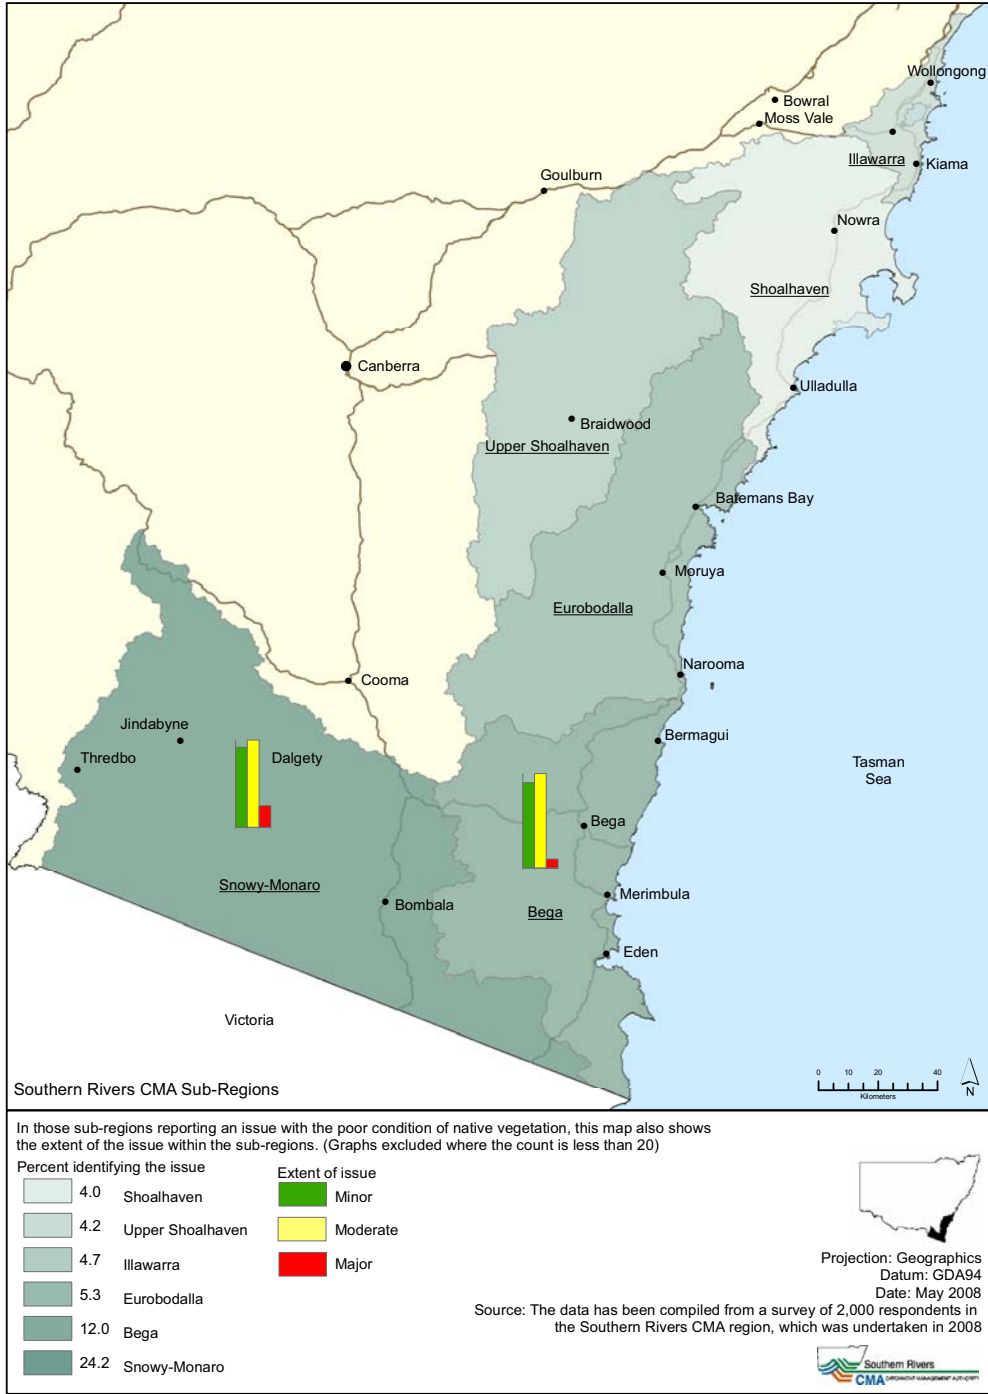 Wollongong
Bowral
Moss Vale
Illawarra
Kiama
Goulburn
Nowra
Shoalhaven
Canberra
Ulladulla
Braidwood
Upper Shoalhaven
Batemans Bay
Moruya
Eurobodalla
Narooma
Cooma
Jindabyne
Bermagui
Thredbo
Dalgety
Tasman
Sea
Bega
Snowy-Monaro
Bombala
Merimbula
Bega
Eden
Victoria
Southern Rivers CMA Sub-Regions
0 10 20 40
Kilometers
N
In those sub-regions reporting an issue with the poor condition of native vegetation, this map also shows
the extent of the issue within the sub-regions. (Graphs excluded where the count is less than 20)
Percent identifying the issue
4.0 Shoalhaven
4.2 Upper Shoalhaven
4.7 Illawarra
5.3 Eurobodalla
12.0 Bega
24.2 Snowy-Monaro
Extent of issue
Minor
Moderate
Major
Projection: Geographics
Datum: GDA94
Date: May 2008
Source: The data has been compiled from a survey of 2,000 respondents in
the Southern Rivers CMA region, which was undertaken in 2008
Southern Rivers
CMA CATCHMENT MANAGEMENT AUTHORITY